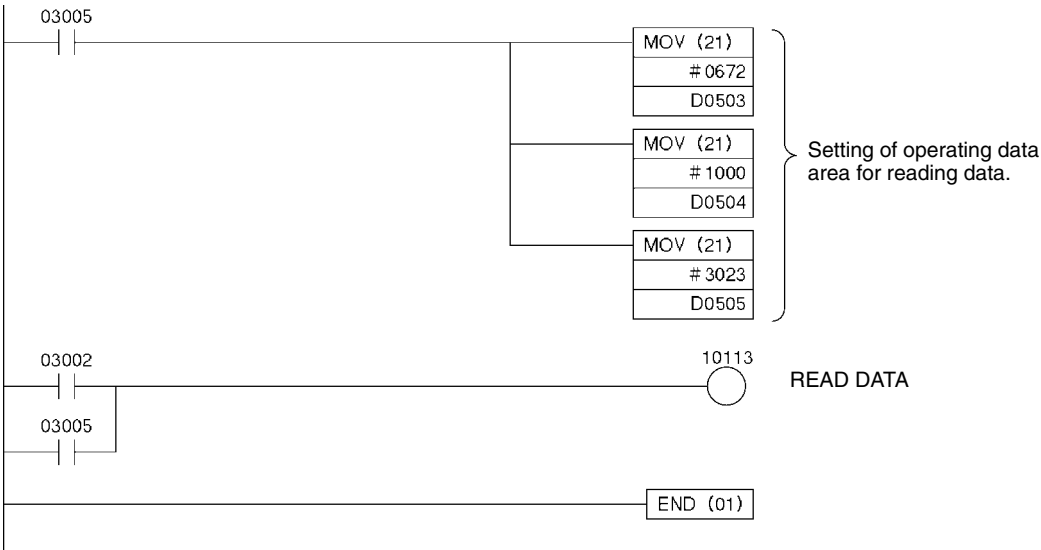 03005
MOV (21)
#0672
D0503
MOV (21)
#1000
D0504
MOV (21)
#3023
D0505
Setting of operating data
area for reading data.
03002
10113
READ DATA
03005
END (01)